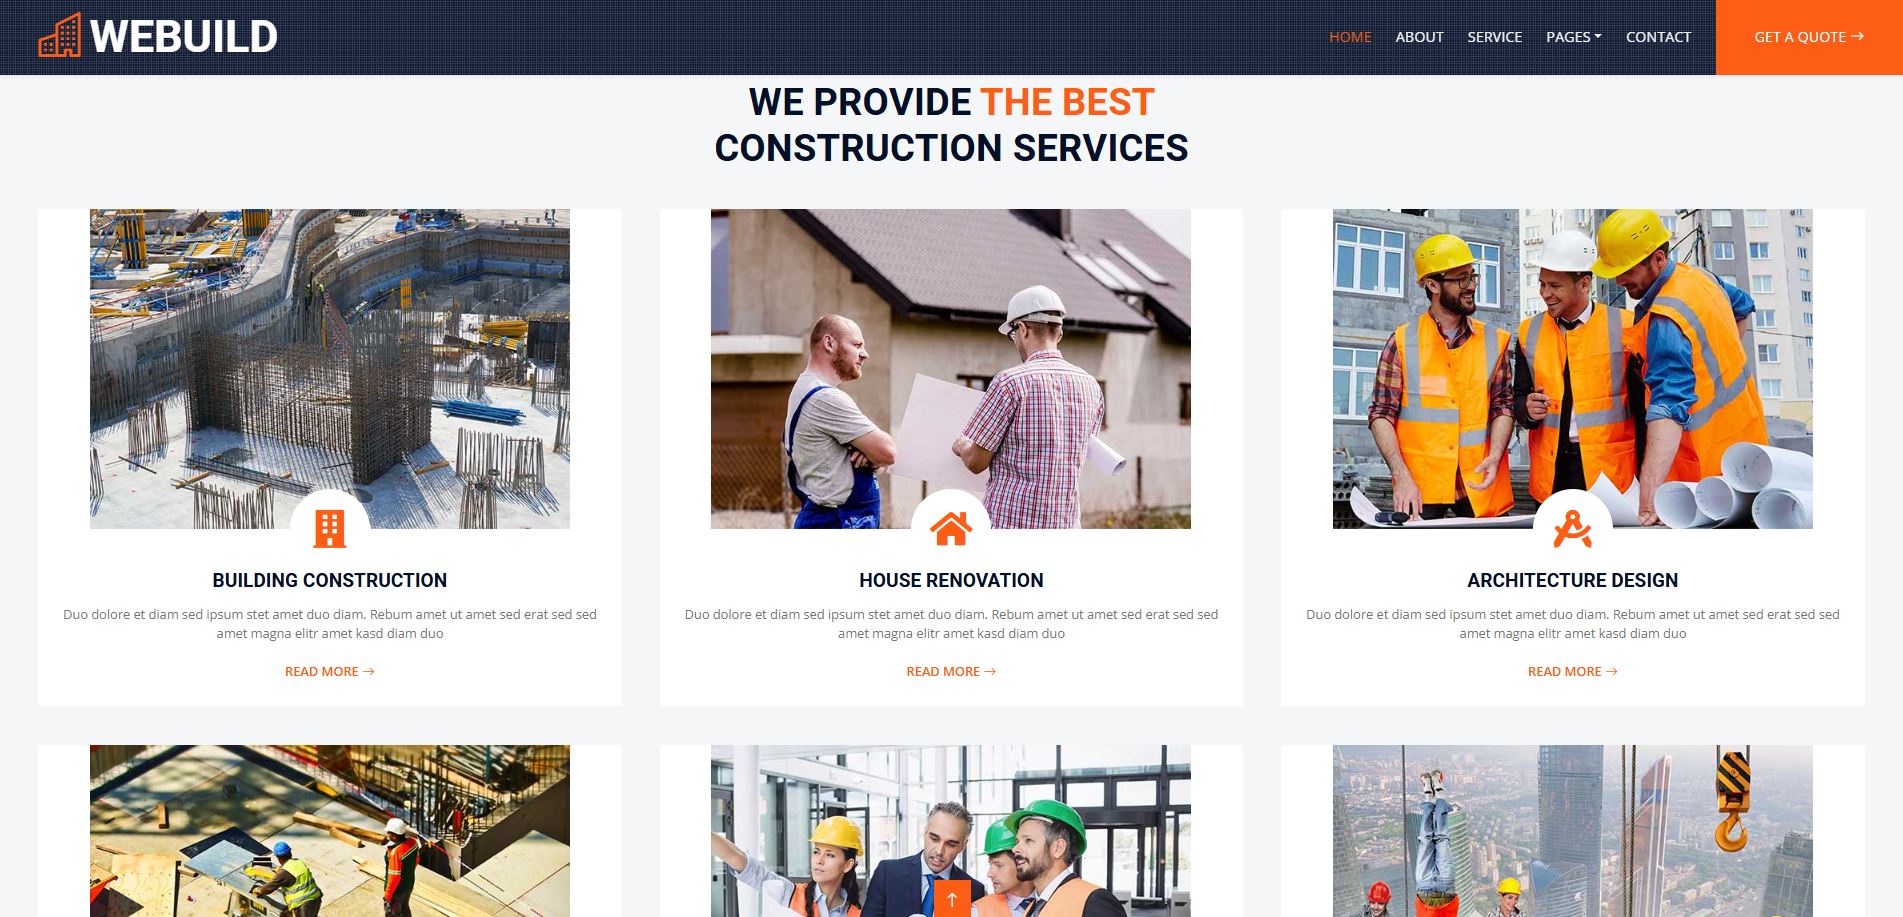 WEBUILD
HOME ABOUT SERVICE PAGES CONTACT GET A QUOTE →
WE PROVIDE THE BEST
CONSTRUCTION SERVICES
BUILDING CONSTRUCTION
Duo dolore et diam sed ipsum stet amet duo diam. Rebum amet ut amet sed erat sed sed
amet magna elitr amet kasd diam duo
READ MORE →
HOUSE RENOVATION
Duo dolore et diam sed ipsum stet amet duo diam. Rebum amet ut amet sed erat sed sed
amet magna elitr amet kasd diam duo
READ MORE →
ARCHITECTURE DESIGN
Duo dolore et diam sed ipsum stet amet duo diam. Rebum amet ut amet sed erat sed sed
amet magna elitr amet kasd diam duo
READ MORE →